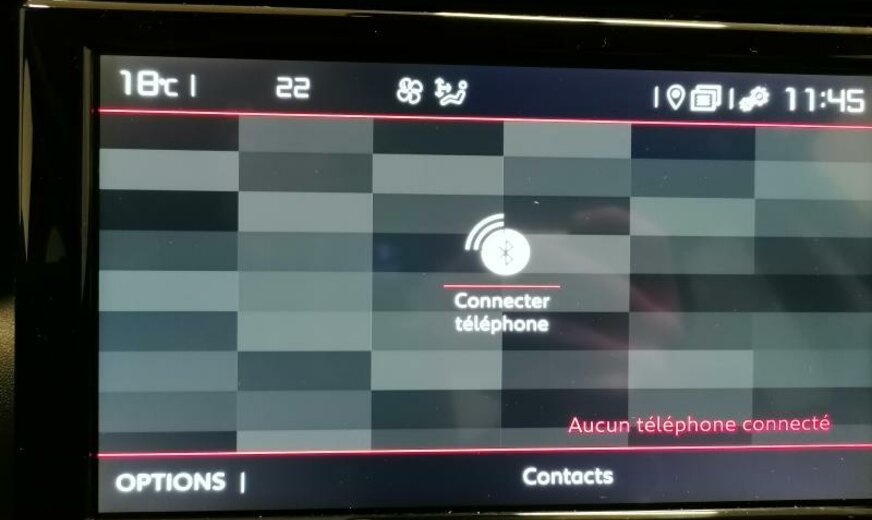 18°C 22 11:45
Connecter
téléphone
Aucun téléphone connecté
OPTIONS Contacts